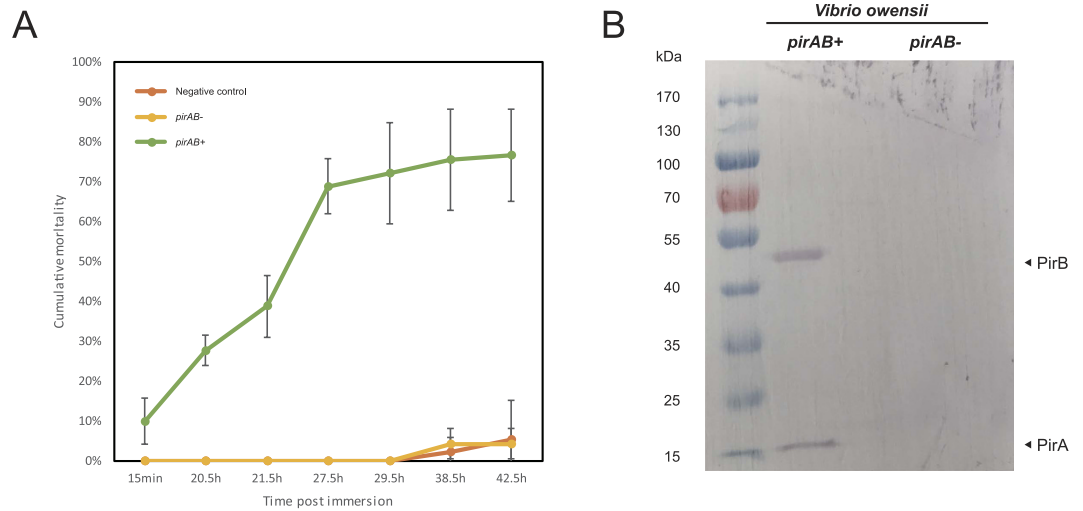 A
100%
90%
80%
70%
60%
50%
40%
30%
20%
10%
0%
Cumulative morltality
Negative control
pirAB-
pirAB+
15min 20.5h 21.5h 27.5h 29.5h 38.5h 42.5h
Time post immersion
B
Vibrio owensii
kDa pirAB+ pirAB-
170
130
100
70
55
40
35
25
15
◄ PirB
◄ PirA